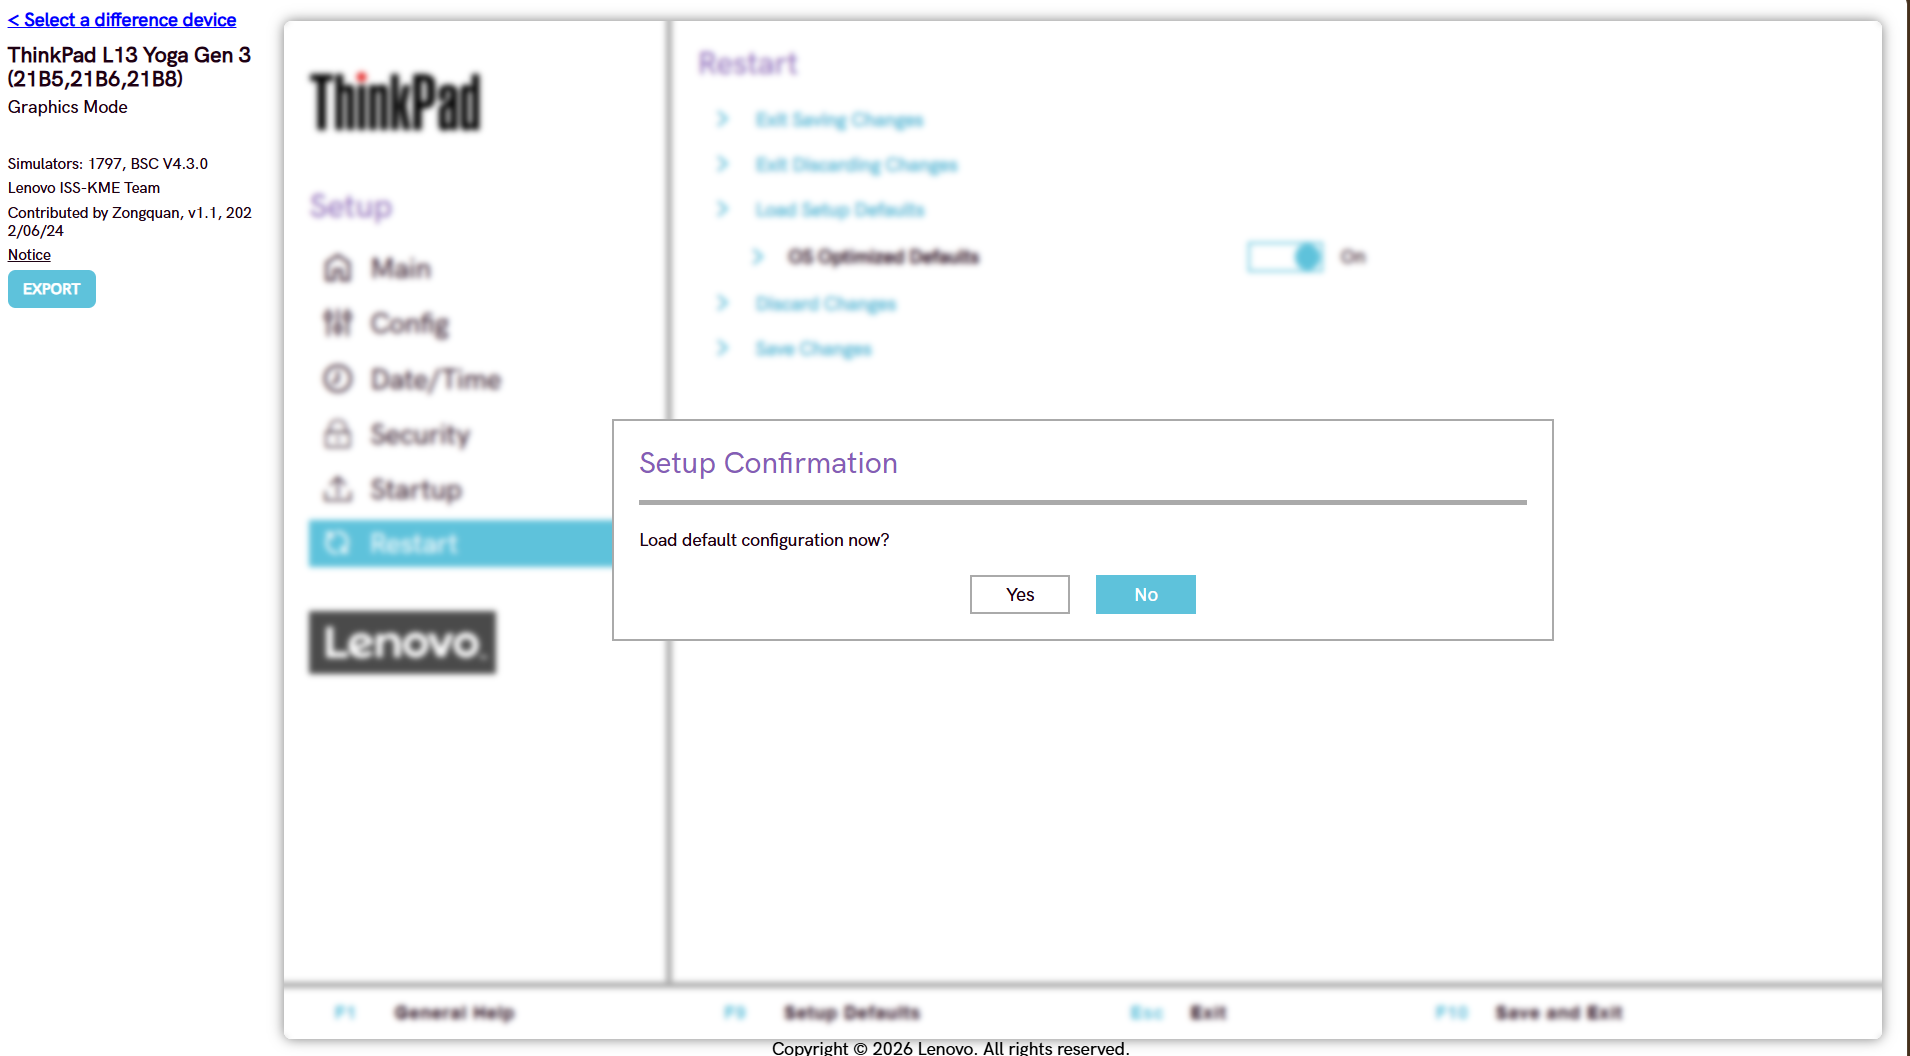 < Select a difference device
ThinkPad L13 Yoga Gen 3
(21B5,21B6,21B8)
Graphics Mode
Simulators: 1797, BSC V4.3.0
Lenovo ISS-KME Team
Contributed by Zongquan, v1.1, 202
2/06/24
Notice
EXPORT
ThinkPad
Setup
Main
Config
Date/Time
Security
Startup
Restart
Lenovo
Restart
Exit Saving Changes
Exit Discarding Changes
Load Setup Defaults
OS Optimized Defaults
On
Discard Changes
Save Changes
Setup Confirmation
Load default configuration now?
Yes
No
F1 General Help
F9 Setup Defaults
Esc Exit
F10 Save and Exit
Copyright © 2026 Lenovo. All rights reserved.